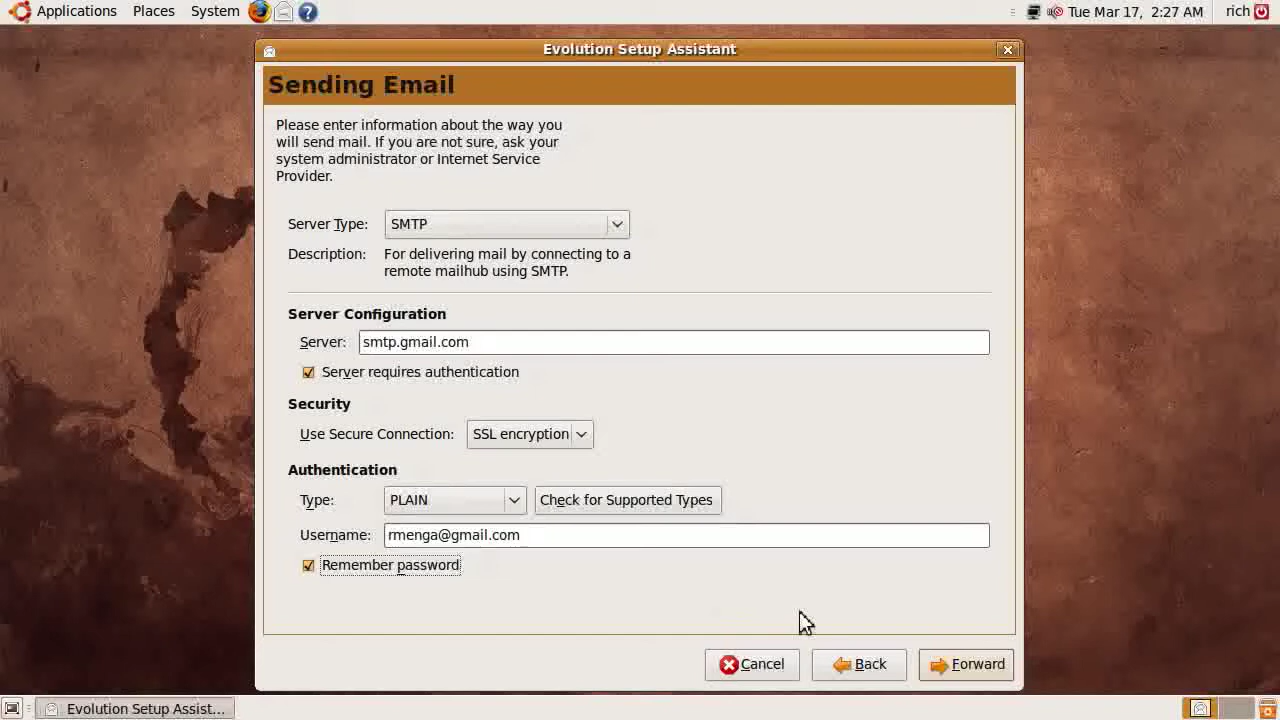 Applications Places System Tue Mar 17, 2:27 AM rich
Evolution Setup Assistant
Sending Email
Please enter information about the way you
will send mail. If you are not sure, ask your
system administrator or Internet Service
Provider.
Server Type: SMTP
Description: For delivering mail by connecting to a
remote mailhub using SMTP.
Server Configuration
Server: smtp.gmail.com
Server requires authentication
Security
Use Secure Connection: SSL encryption
Authentication
Type: PLAIN Check for Supported Types
Username: rmenga@gmail.com
Remember password
Cancel Back Forward
Evolution Setup Assist...